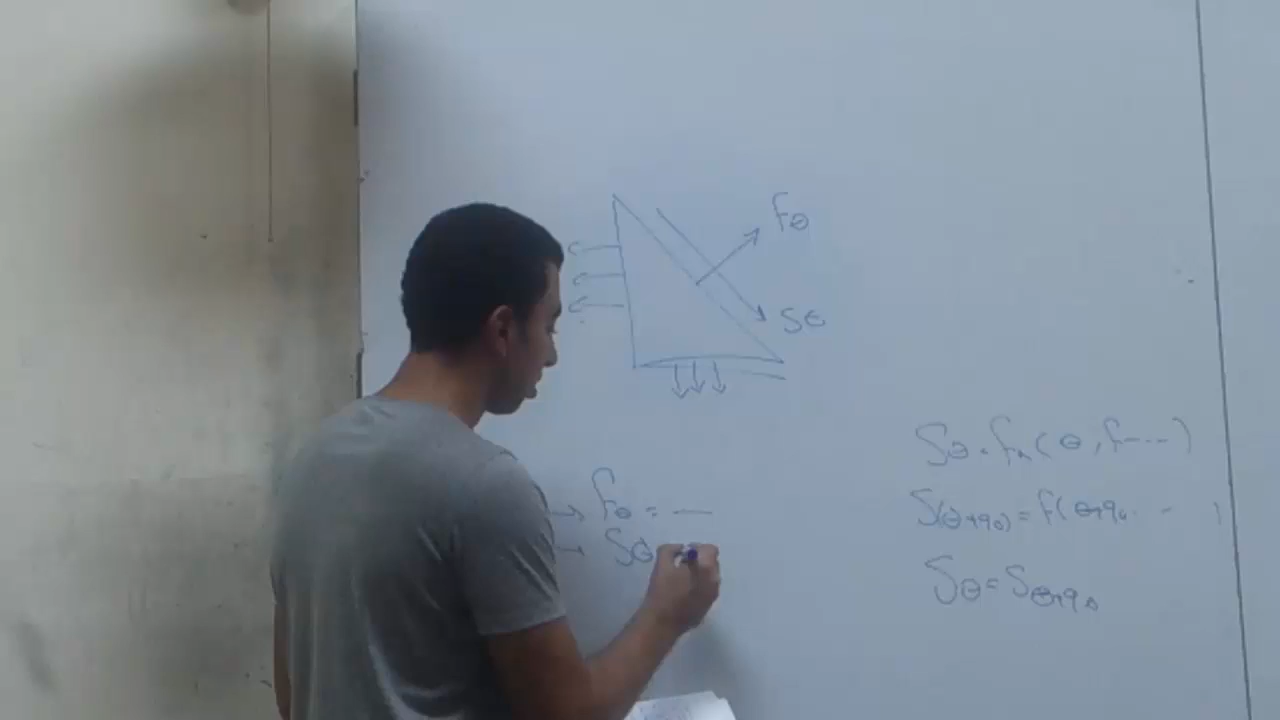 fθ
Sθ
Sθ = fn (θ, f---)
S(θ+90) = f(θ+90 - - )
Sθ = Sθ+90
→ fθ = —
→ Sθ